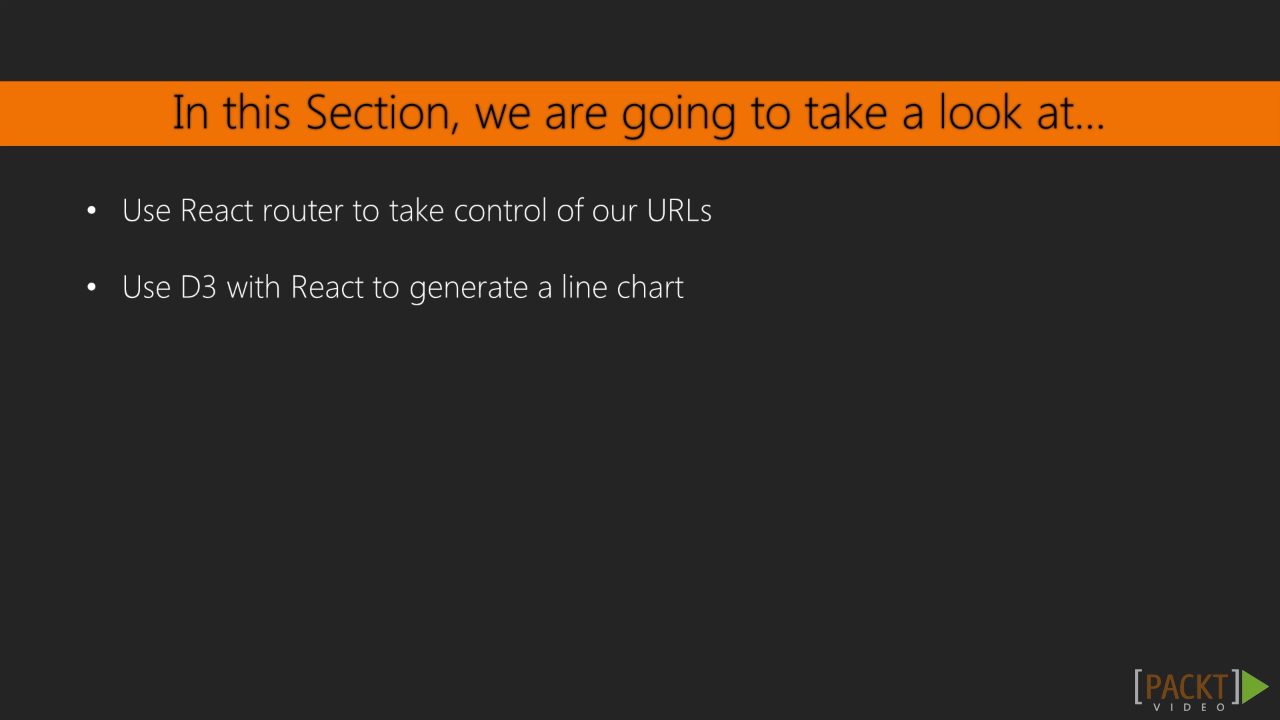 In this Section, we are going to take a look at...
• Use React router to take control of our URLs
• Use D3 with React to generate a line chart
[PACKT]
VIDEO